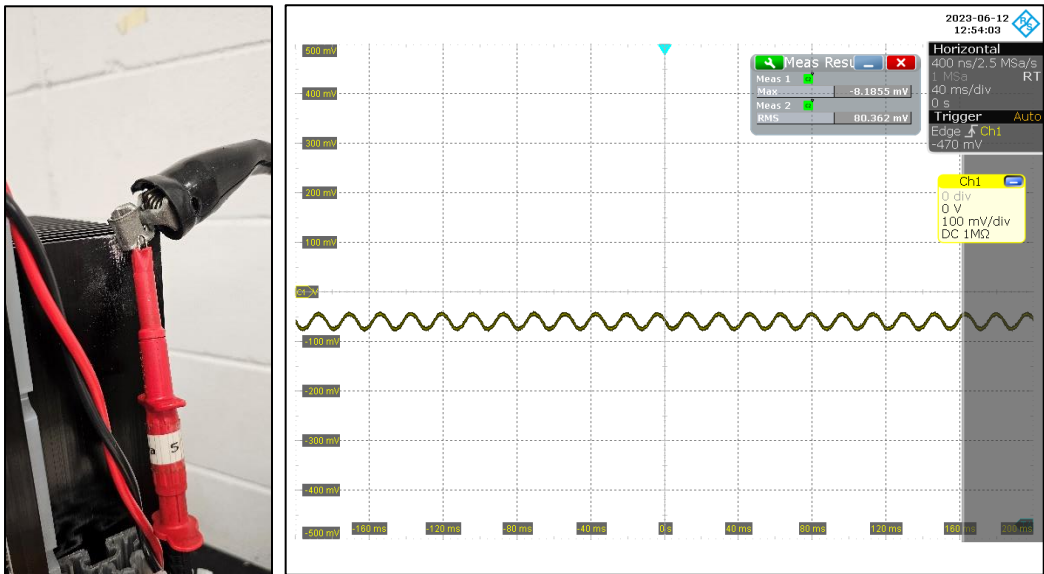 a 5
2023-06-12
12:54:03
R&S
Horizontal
400 ns/2.5 MSa/s
1 MSa RT
40 ms/div
0 s
Trigger Auto
Edge Ch1
-470 mV
Meas Resu
Meas 1
Max -8.1855 mV
Meas 2
RMS 80.362 mV
Ch1
0 div
0 V
100 mV/div
DC 1MΩ
500 mV
400 mV
300 mV
200 mV
100 mV
C1
-100 mV
-200 mV
-300 mV
-400 mV
-500 mV
-160 ms -120 ms -80 ms -40 ms 0 s 40 ms 80 ms 120 ms 160 ms 200 ms